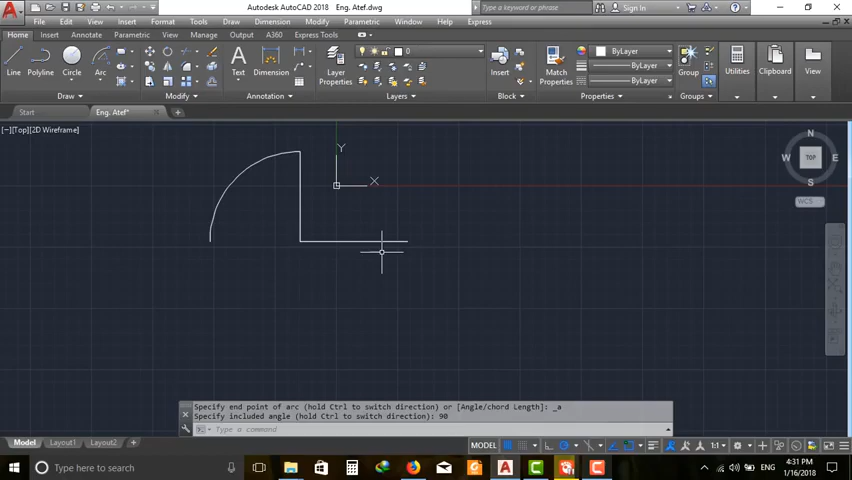 Autodesk AutoCAD 2018 - NOT FOR RESALE Eng. Atef.dwg
Type a keyword or phrase
Sign In
File Edit View Insert Format Tools Draw Dimension Modify Parametric Window Help Express
Home Insert Annotate Parametric View Manage Output A360 Express Tools
Line Polyline Circle Arc Text Dimension Layer Properties 0 Insert Match Properties ByLayer Group Utilities Clipboard View
ByLayer
ByLayer
Draw Modify Annotation Layers Block Properties Groups
Start Eng. Atef*
[−][Top][2D Wireframe]
N
W TOP E
S
WCS
Y
X
Specify end point of arc (hold Ctrl to switch direction) or [Angle/chord Length]: _a
Specify included angle (hold Ctrl to switch direction): 90
Type a command
Model Layout1 Layout2 + MODEL 1:1
Type here to search
ENG
4:31 PM
1/16/2018